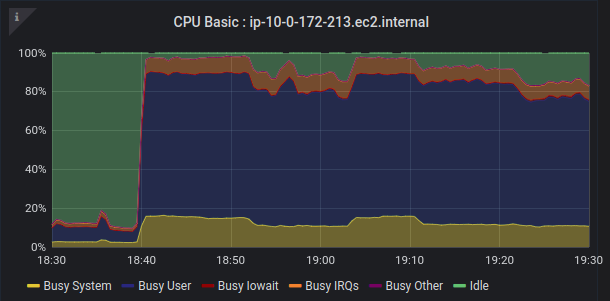 i
CPU Basic : ip-10-0-172-213.ec2.internal
100%
80%
60%
40%
20%
0%
18:30 18:40 18:50 19:00 19:10 19:20 19:30
Busy System Busy User Busy Iowait Busy IRQs Busy Other Idle